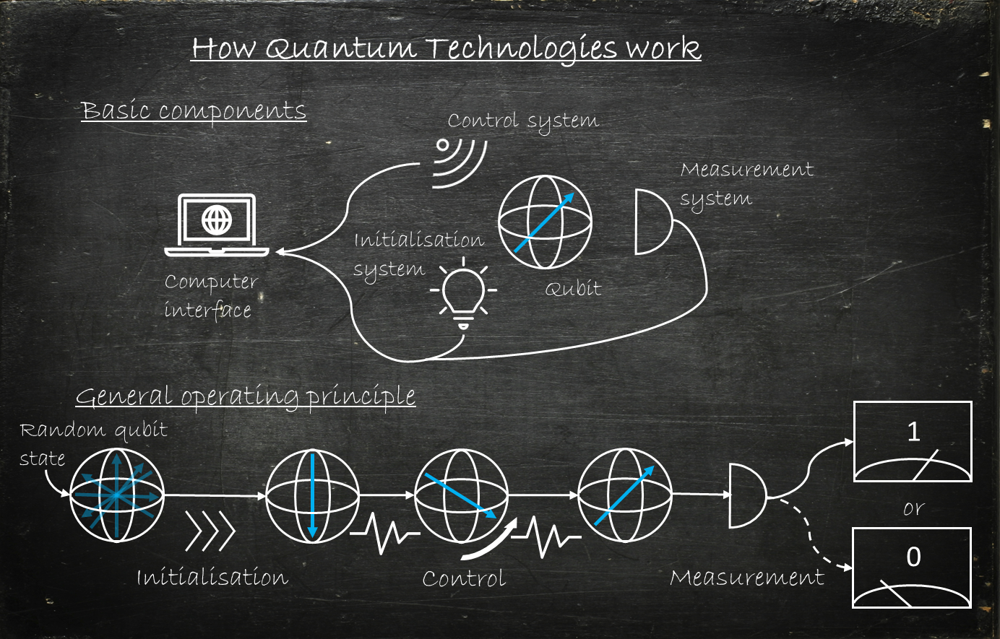 How Quantum Technologies work
Basic components
Control system
Measurement
system
Initialisation
system
Qubit
Computer
interface
General operating principle
Random qubit
state
1
or
0
Initialisation
Control
Measurement